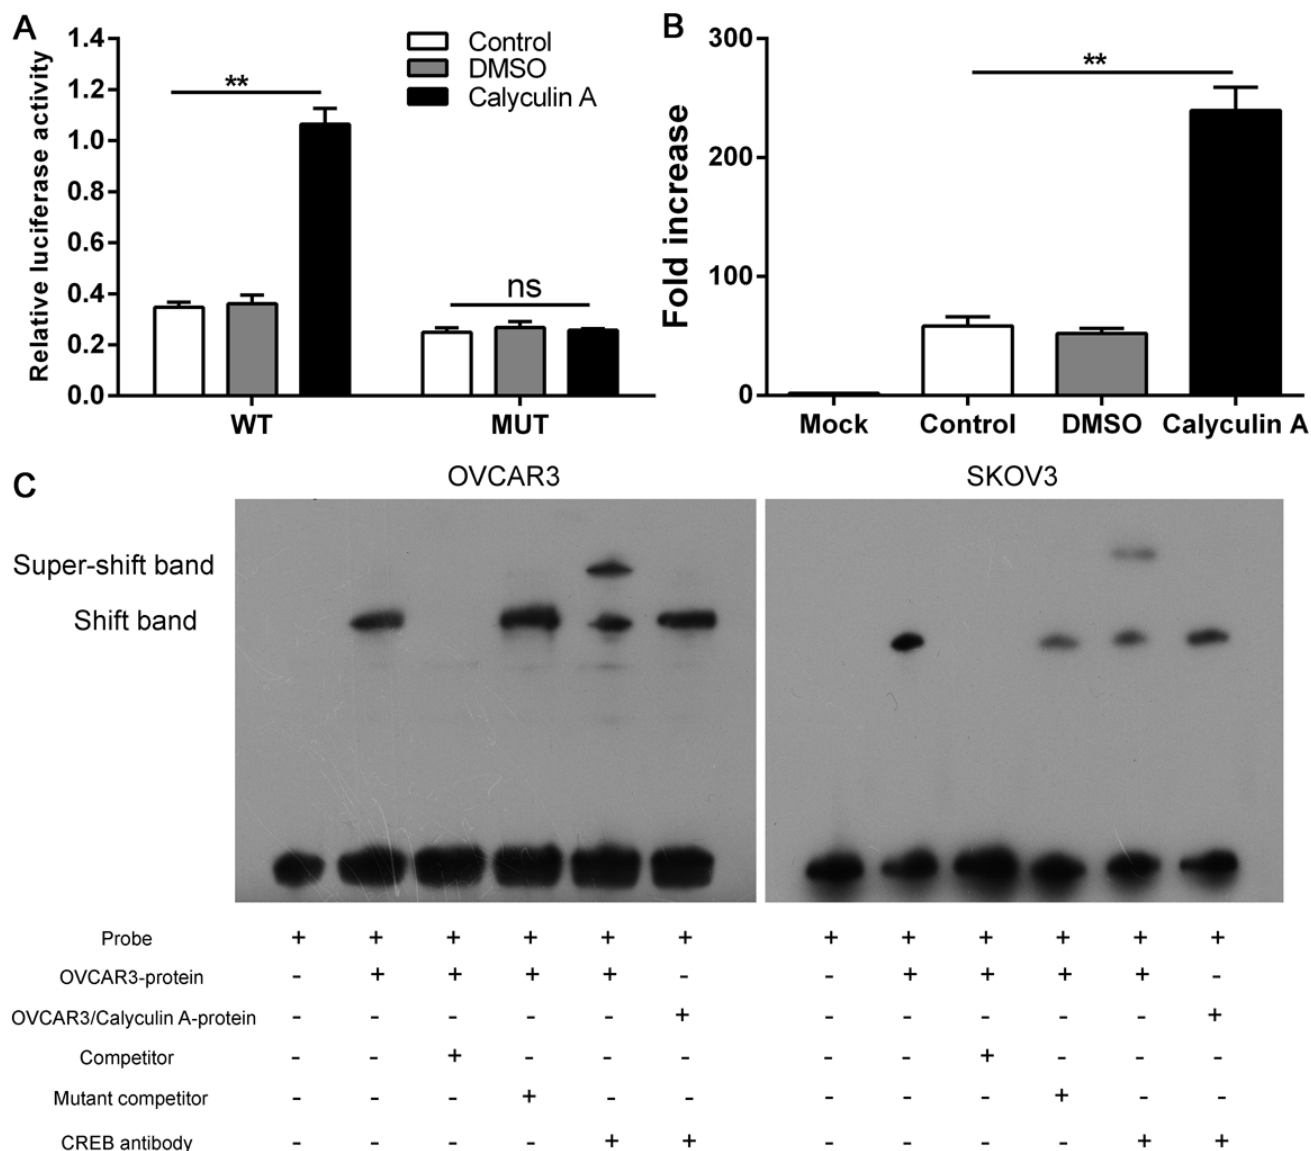 A
Relative luciferase activity
1.4
1.2
1.0
0.8
0.6
0.4
0.2
0.0
**
ns
Control
DMSO
Calyculin A
WT MUT
B
Fold increase
300
200
100
0
**
Mock Control DMSO Calyculin A
C
OVCAR3 SKOV3
Super-shift band
Shift band
Probe + + + + + + + + + + + +
OVCAR3-protein - + + + + - - + + + + -
OVCAR3/Calyculin A-protein - - - - - + - - - - - +
Competitor - - + - - - - - + - - -
Mutant competitor - - - + - - - - - + - -
CREB antibody - - - - + + - - - - + +